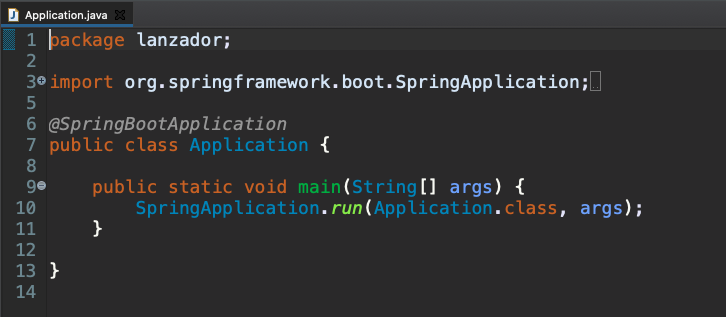 Application.java
1 package lanzador;
2
3 import org.springframework.boot.SpringApplication;
5
6 @SpringBootApplication
7 public class Application {
8
9 public static void main(String[] args) {
10 SpringApplication.run(Application.class, args);
11 }
12
13 }
14